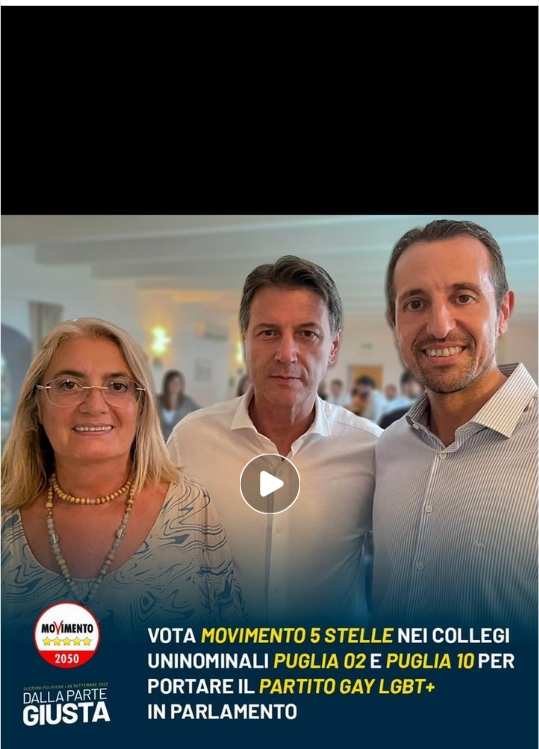 MOVIMENTO
2050
ELEZIONI POLITICHE • 25 SETTEMBRE 2022
DALLA PARTE
GIUSTA
VOTA MOVIMENTO 5 STELLE NEI COLLEGI
UNINOMINALI PUGLIA 02 E PUGLIA 10 PER
PORTARE IL PARTITO GAY LGBT+
IN PARLAMENTO